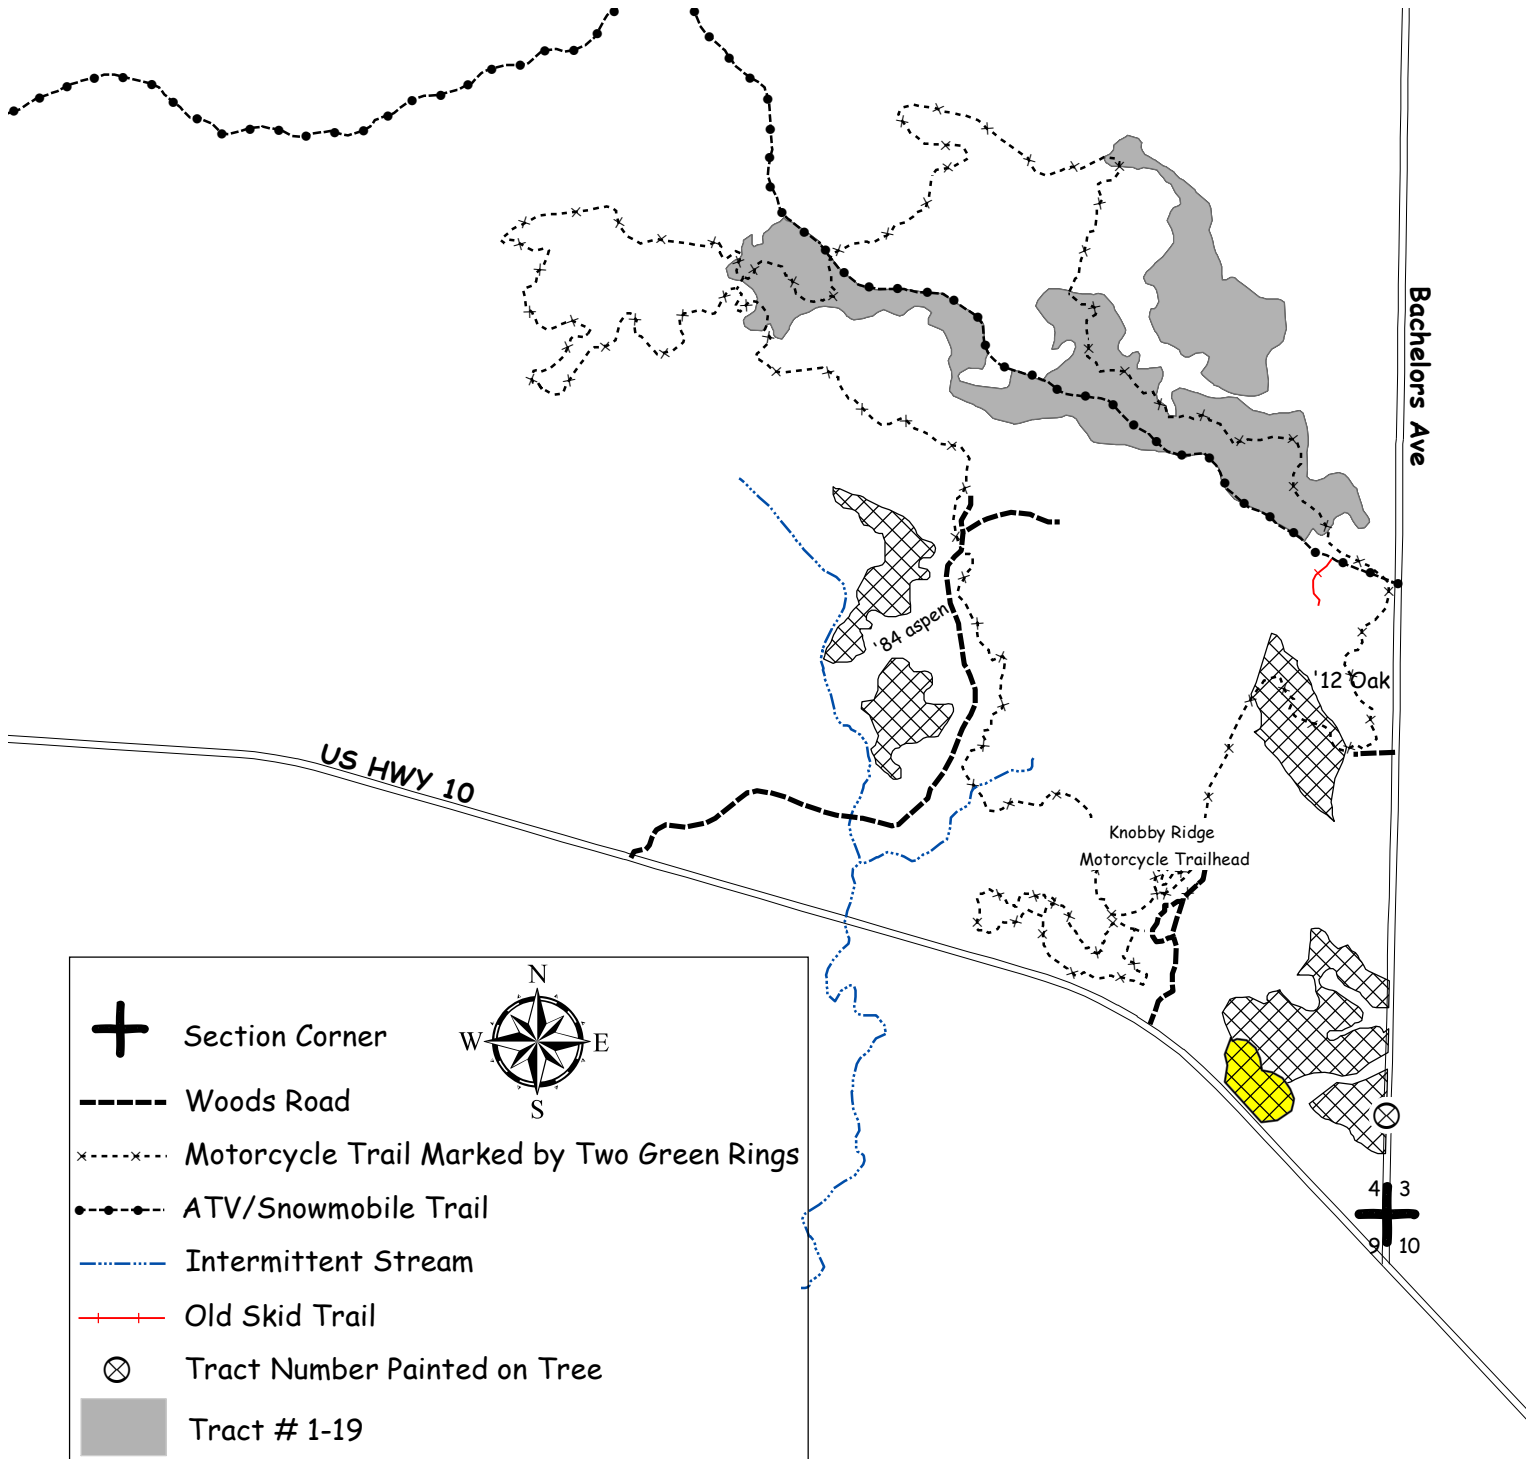 Bachelors Ave
'84 aspen
'12 Oak
US HWY 10
Knobby Ridge
Motorcycle Trailhead
N
W E
S
Section Corner
Woods Road
Motorcycle Trail Marked by Two Green Rings
ATV/Snowmobile Trail
Intermittent Stream
Old Skid Trail
Tract Number Painted on Tree
Tract # 1-19
4 3
9 10